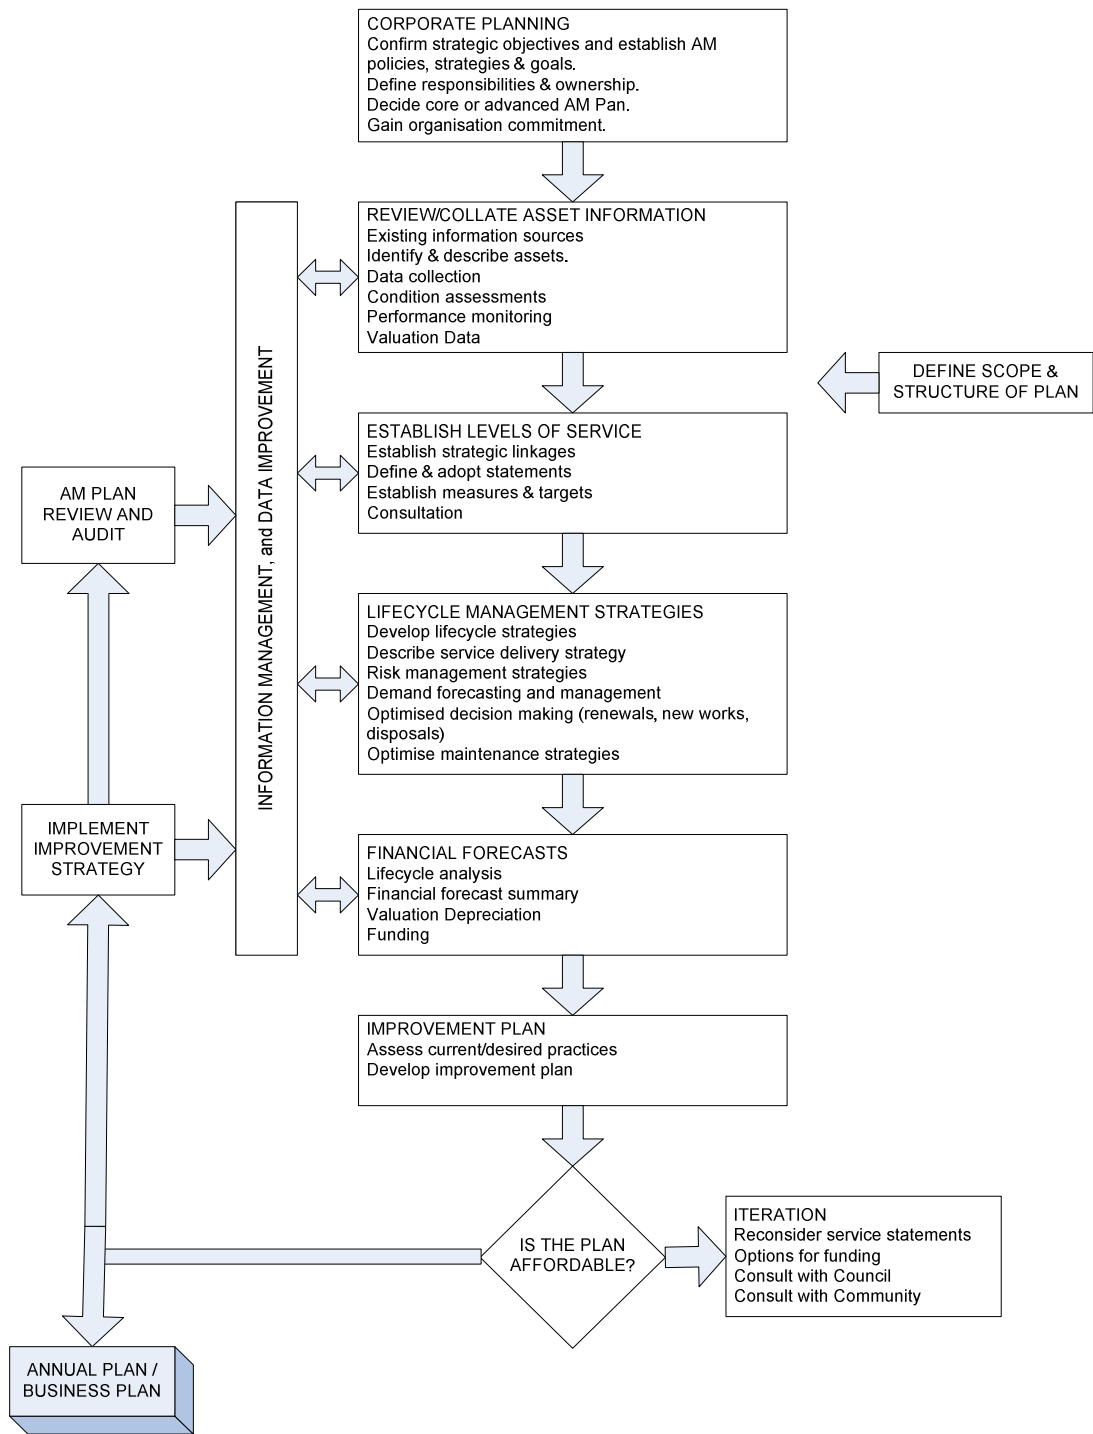 CORPORATE PLANNING
Confirm strategic objectives and establish AM
policies, strategies & goals.
Define responsibilities & ownership.
Decide core or advanced AM Pan.
Gain organisation commitment.
REVIEW/COLLATE ASSET INFORMATION
Existing information sources
Identify & describe assets.
Data collection
Condition assessments
Performance monitoring
Valuation Data
DEFINE SCOPE &
STRUCTURE OF PLAN
INFORMATION MANAGEMENT, and DATA IMPROVEMENT
ESTABLISH LEVELS OF SERVICE
Establish strategic linkages
Define & adopt statements
Establish measures & targets
Consultation
AM PLAN
REVIEW AND
AUDIT
LIFECYCLE MANAGEMENT STRATEGIES
Develop lifecycle strategies
Describe service delivery strategy
Risk management strategies
Demand forecasting and management
Optimised decision making (renewals, new works,
disposals)
Optimise maintenance strategies
IMPLEMENT
IMPROVEMENT
STRATEGY
FINANCIAL FORECASTS
Lifecycle analysis
Financial forecast summary
Valuation Depreciation
Funding
IMPROVEMENT PLAN
Assess current/desired practices
Develop improvement plan
IS THE PLAN
AFFORDABLE?
ITERATION
Reconsider service statements
Options for funding
Consult with Council
Consult with Community
ANNUAL PLAN /
BUSINESS PLAN